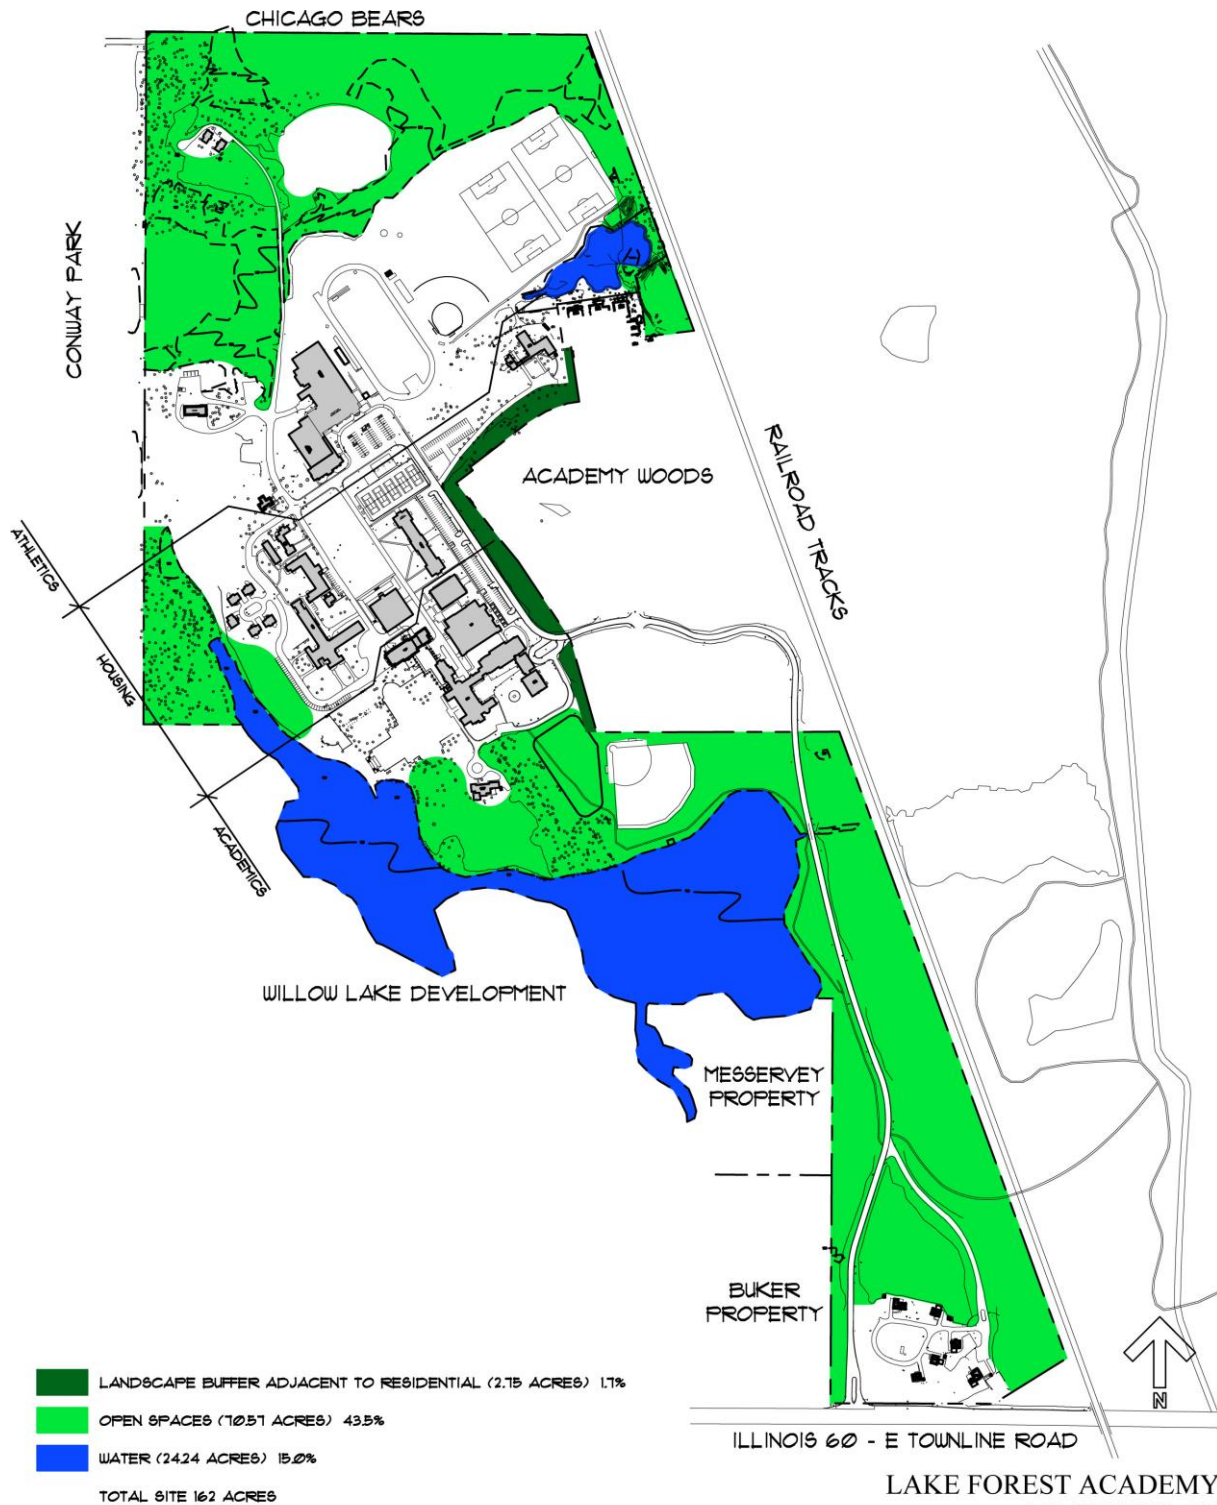 CHICAGO BEARS
CONWAY PARK
ACADEMY WOODS
RAILROAD TRACKS
ATHLETICS
HOUSING
ACADEMICS
WILLOW LAKE DEVELOPMENT
MESSERVEY
PROPERTY
BUKER
PROPERTY
LANDSCAPE BUFFER ADJACENT TO RESIDENTIAL (2.75 ACRES) 1.7%
OPEN SPACES (70.57 ACRES) 43.5%
WATER (24.24 ACRES) 15.0%
TOTAL SITE 162 ACRES
N
ILLINOIS 60 - E TOWNLINE ROAD
LAKE FOREST ACADEMY